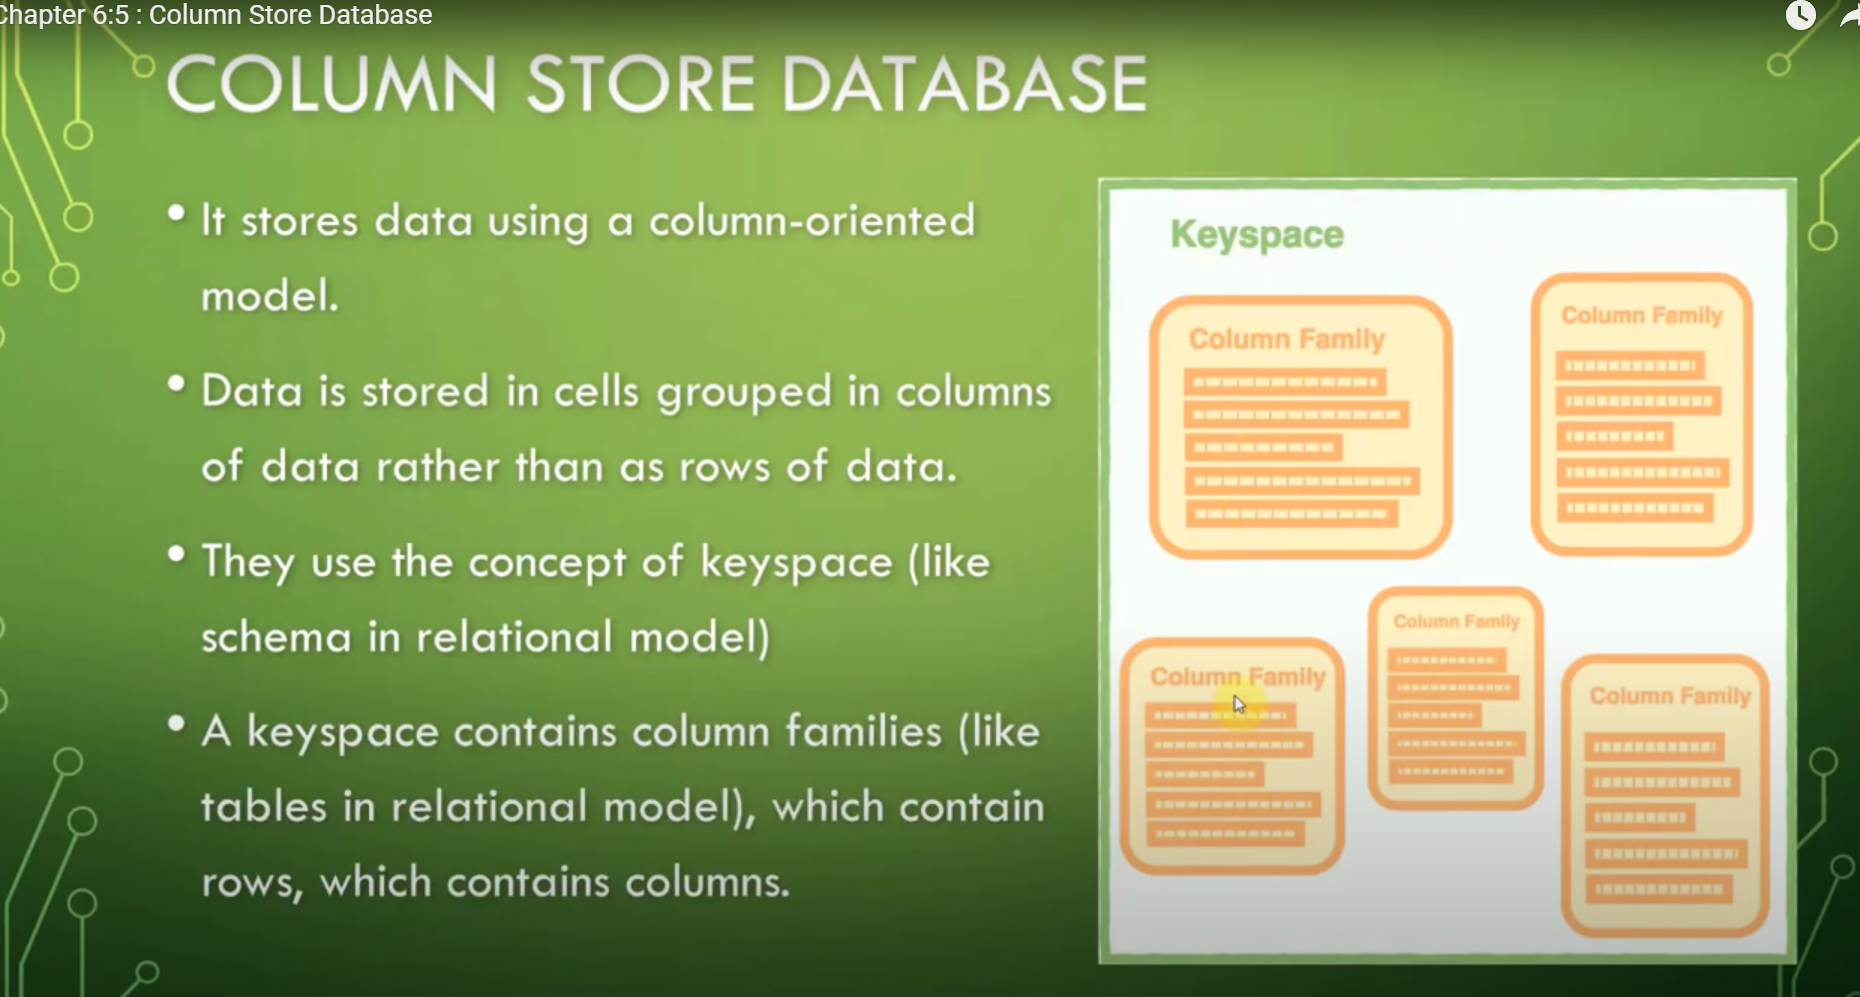 Chapter 6:5 : Column Store Database
COLUMN STORE DATABASE
• It stores data using a column-oriented
model.
• Data is stored in cells grouped in columns
of data rather than as rows of data.
• They use the concept of keyspace (like
schema in relational model)
• A keyspace contains column families (like
tables in relational model), which contain
rows, which contains columns.
Keyspace
Column Family
Column Family
Column Family
Column Family
Column Family